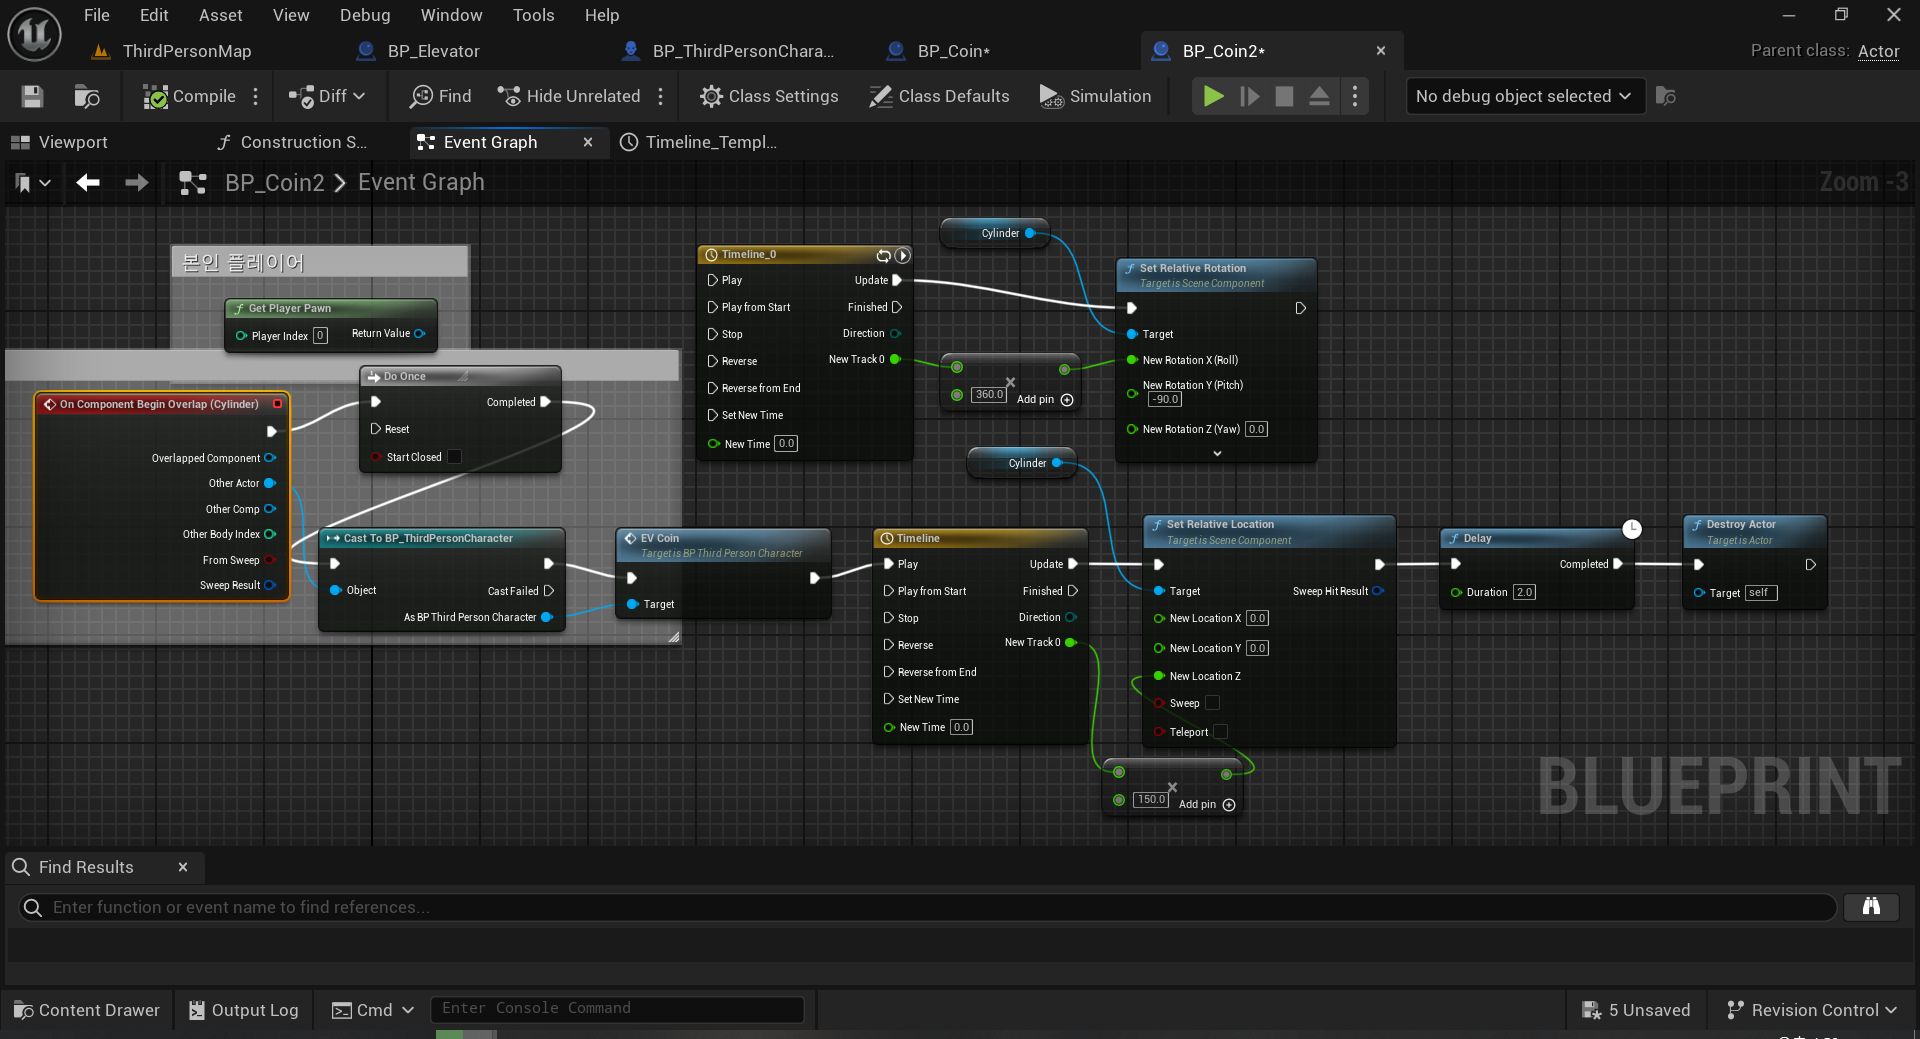 File Edit Asset View Debug Window Tools Help
ThirdPersonMap BP_Elevator BP_ThirdPersonChara... BP_Coin* BP_Coin2* Parent class: Actor
Compile Diff Find Hide Unrelated Class Settings Class Defaults Simulation No debug object selected
Viewport Construction S... Event Graph Timeline_Templ...
BP_Coin2 Event Graph Zoom -3
본인 플레이어
Get Player Pawn
Player Index 0 Return Value
On Component Begin Overlap (Cylinder)
Overlapped Component
Other Actor
Other Comp
Other Body Index
From Sweep
Sweep Result
Do Once
Completed
Reset
Start Closed
Cast To BP_ThirdPersonCharacter
Object
Cast Failed
As BP Third Person Character
EV Coin
Target is BP Third Person Character
Target
Timeline_0
Play Update
Play from Start Finished
Stop Direction
Reverse New Track 0
Reverse from End
Set New Time
New Time 0.0
Cylinder
360.0 Add pin
Set Relative Rotation
Target is Scene Component
Target
New Rotation X (Roll)
New Rotation Y (Pitch)
-90.0
New Rotation Z (Yaw) 0.0
Timeline
Play Update
Play from Start Finished
Stop Direction
Reverse New Track 0
Reverse from End
Set New Time
New Time 0.0
Cylinder
Set Relative Location
Target is Scene Component
Target Sweep Hit Result
New Location X 0.0
New Location Y 0.0
New Location Z
Sweep
Teleport
150.0 Add pin
Delay
Completed
Duration 2.0
Destroy Actor
Target is Actor
Target self
BLUEPRINT
Find Results
Enter function or event name to find references...
Content Drawer Output Log Cmd Enter Console Command 5 Unsaved Revision Control